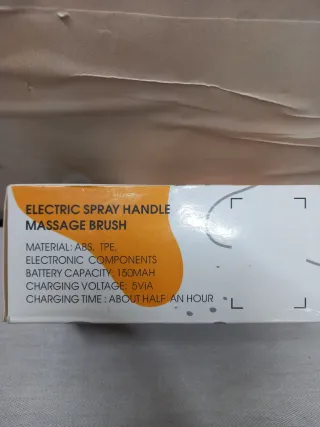 ELECTRIC SPRAY HANDLE
MASSAGE BRUSH
MATERIAL: ABS, TPE,
ELECTRONIC COMPONENTS
BATTERY CAPACITY: 150MAH
CHARGING VOLTAGE: 5V1A
CHARGING TIME : ABOUT HALF AN HOUR